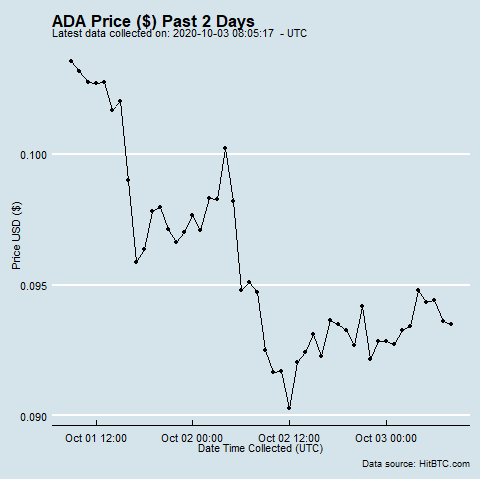 ADA Price ($) Past 2 Days
Latest data collected on: 2020-10-03 08:05:17  - UTC
0.100
0.095
0.090
Price USD ($)
Oct 01 12:00
Oct 02 00:00
Oct 02 12:00
Oct 03 00:00
Date Time Collected (UTC)
Data source: HitBTC.com